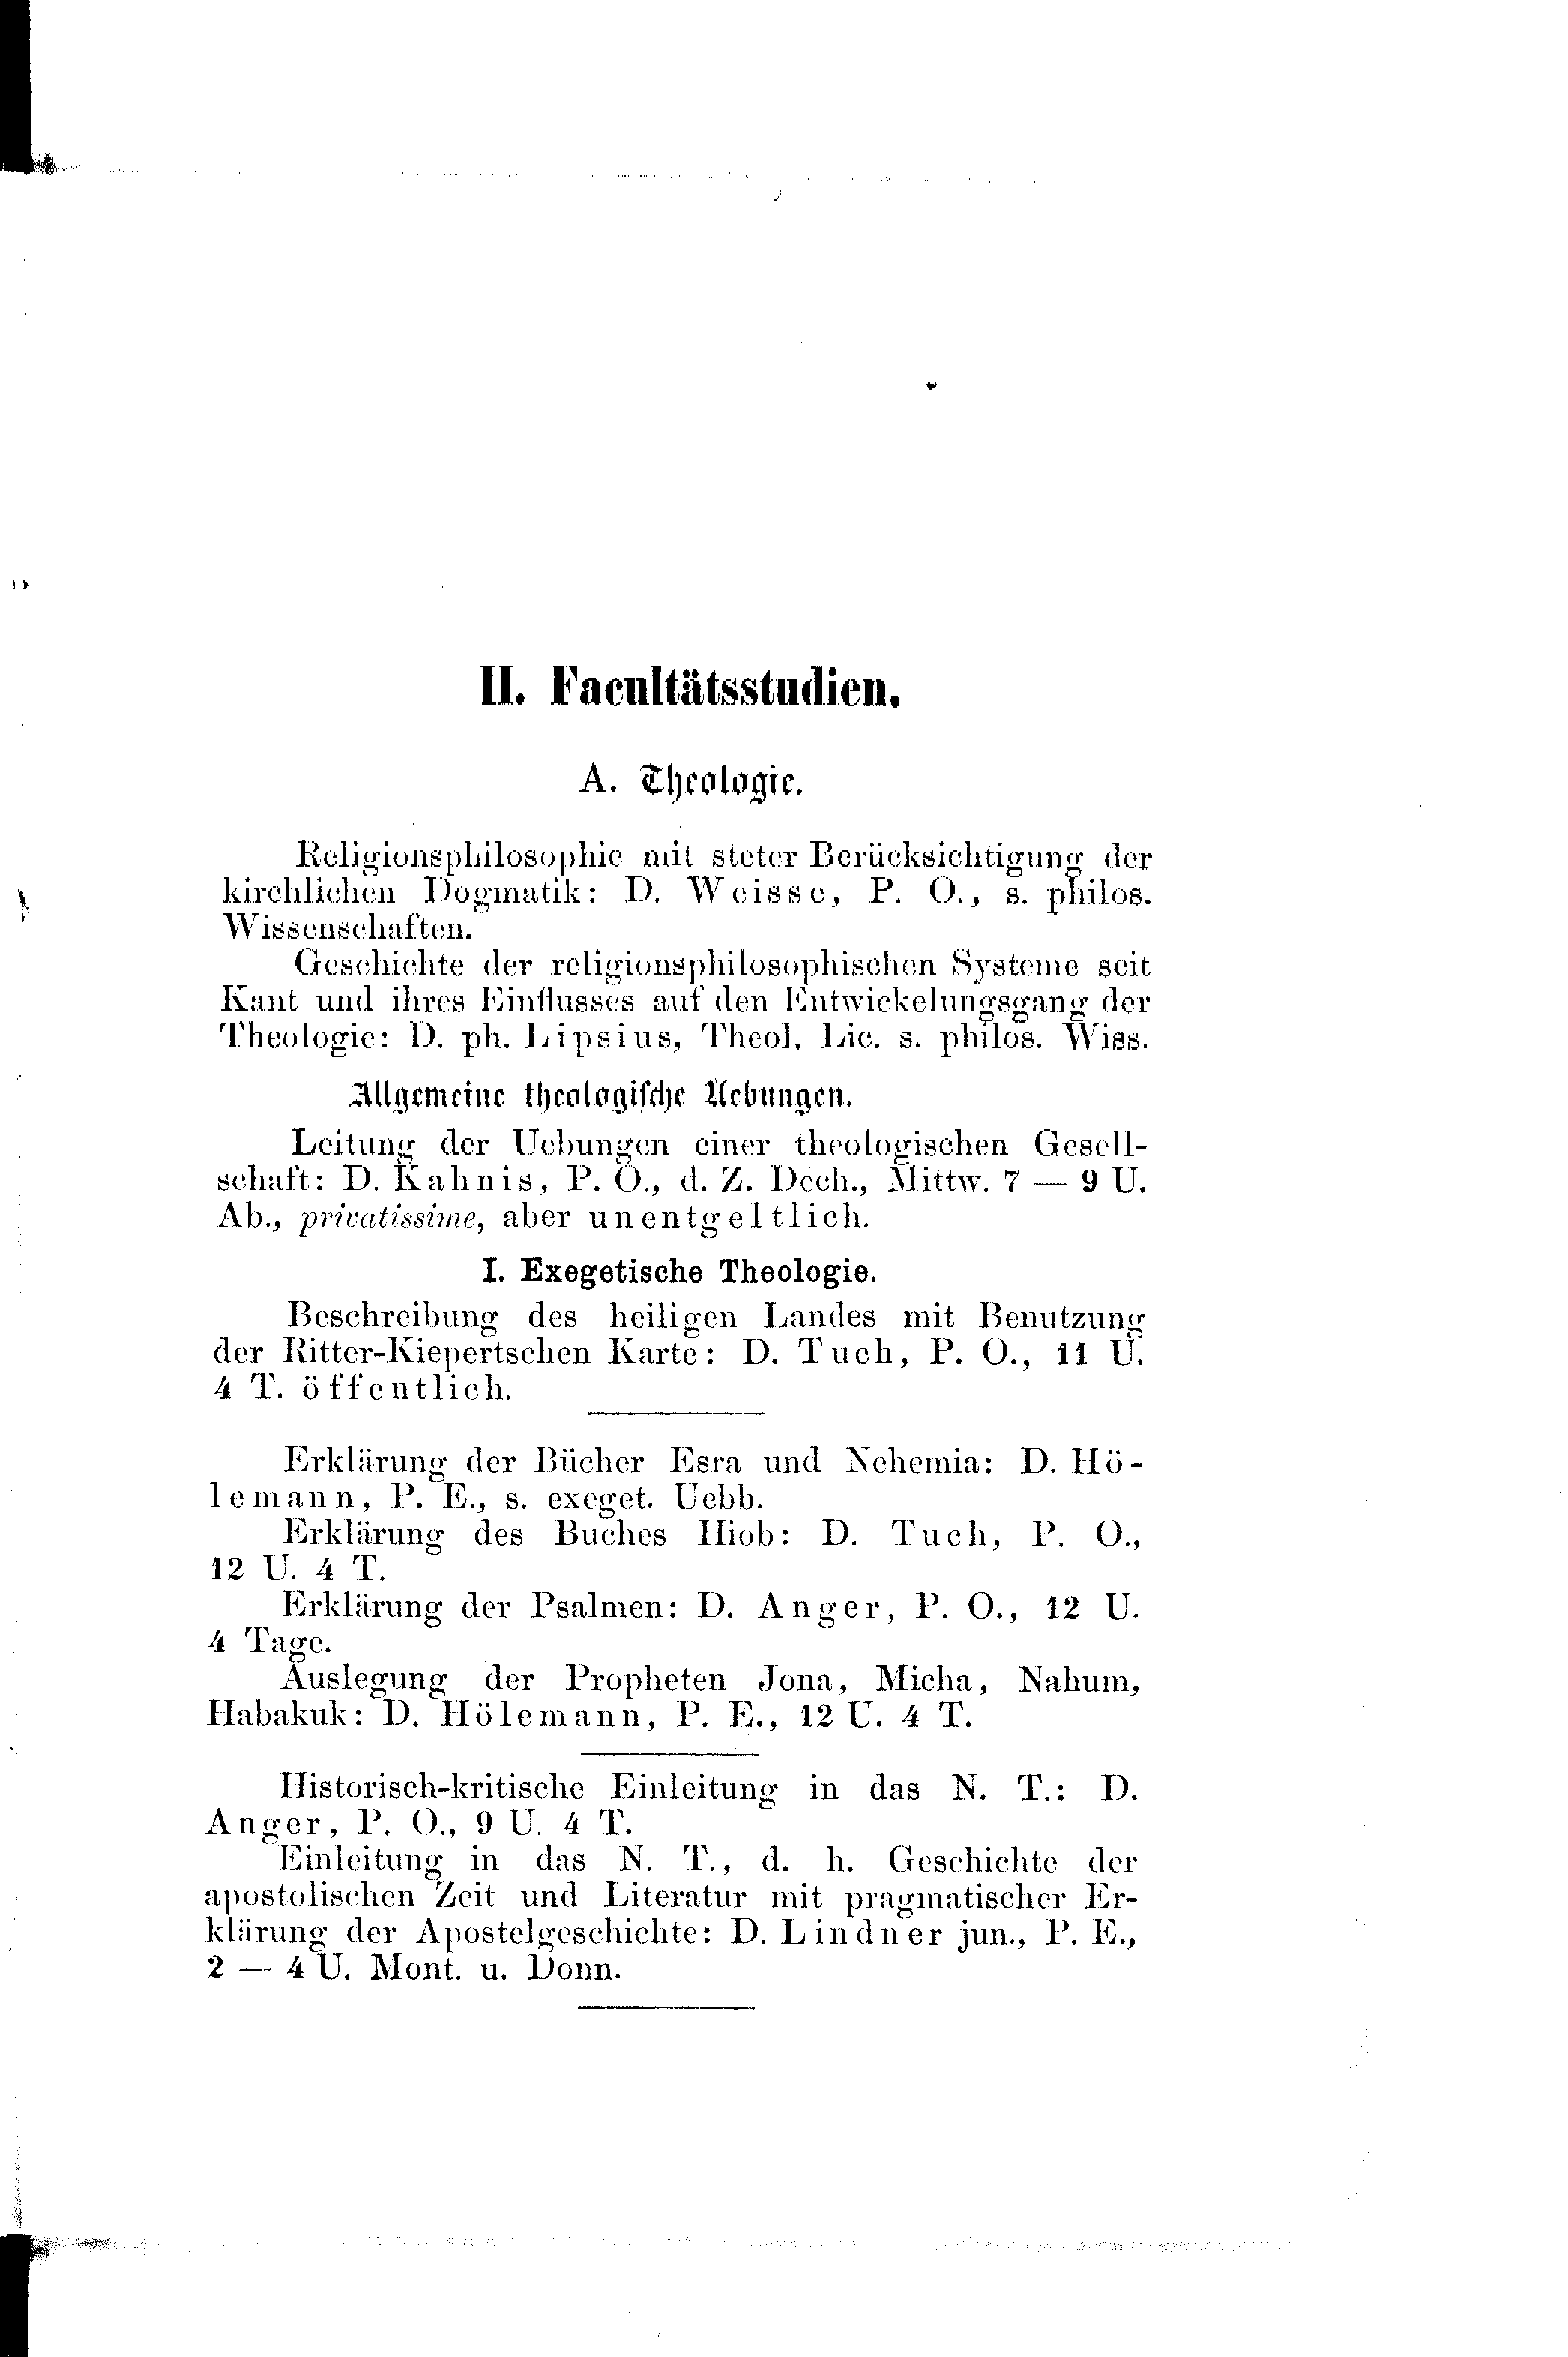 II. Facultätsstudien.
A. Theologie.
Religionsphilosophie mit steter Berücksichtigung der
kirchlichen Dogmatik: D. Weisse, P. O., s. philos.
Wissenschaften.
Geschichte der religionsphilosophischen Systeme seit
Kant und ihres Einflusses auf den Entwickelungsgang der
Theologie: D. ph. Lipsius, Theol. Lic. s. philos. Wiss.
Allgemeine theologische Uebungen.
Leitung der Uebungen einer theologischen Gesell-
schaft: D. Kahnis, P. O., d. Z. Dech., Mittw. 7 — 9 U.
Ab., privatissime, aber unentgeltlich.
I. Exegetische Theologie.
Beschreibung des heiligen Landes mit Benutzung
der Ritter-Kiepertschen Karte: D. Tuch, P. O., 11 U.
4 T. öffentlich.
Erklärung der Bücher Esra und Nehemia: D. Hö-
lemann, P. E., s. exeget. Uebb.
Erklärung des Buches Hiob: D. Tuch, P. O.,
12 U. 4 T.
Erklärung der Psalmen: D. Anger, P. O., 12 U.
4 Tage.
Auslegung der Propheten Jona, Micha, Nahum,
Habakuk: D. Hölemann, P. E., 12 U. 4 T.
Historisch-kritische Einleitung in das N. T.: D.
Anger, P. O., 9 U. 4 T.
Einleitung in das N. T., d. h. Geschichte der
apostolischen Zeit und Literatur mit pragmatischer Er-
klärung der Apostelgeschichte: D. Lindner jun., P. E.,
2 — 4 U. Mont. u. Donn.